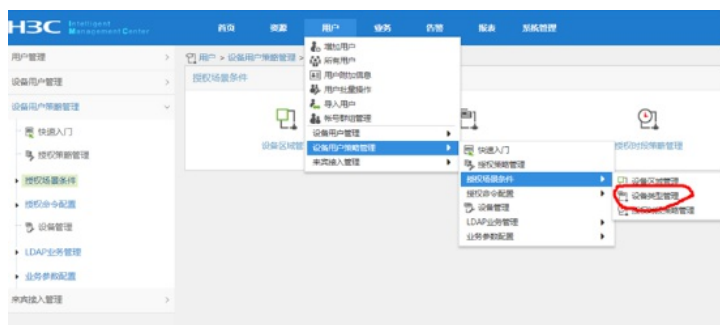 H3C Intelligent Management Center
首页 资源 用户 业务 告警 报表 系统管理
用户管理
设备用户管理
设备用户策略管理
快速入门
授权策略管理
授权场景条件
授权命令配置
设备管理
LDAP业务管理
业务参数配置
来宾接入管理
用户 > 设备用户策略管理 >
授权场景条件
设备区域管
授权时段策略管理
增加用户
所有用户
用户附加信息
用户批量操作
导入用户
帐号群组管理
设备用户管理
设备用户策略管理
来宾接入管理
快速入门
授权策略管理
授权场景条件
授权命令配置
设备管理
LDAP业务管理
业务参数配置
设备区域管理
设备类型管理
授权时段策略管理